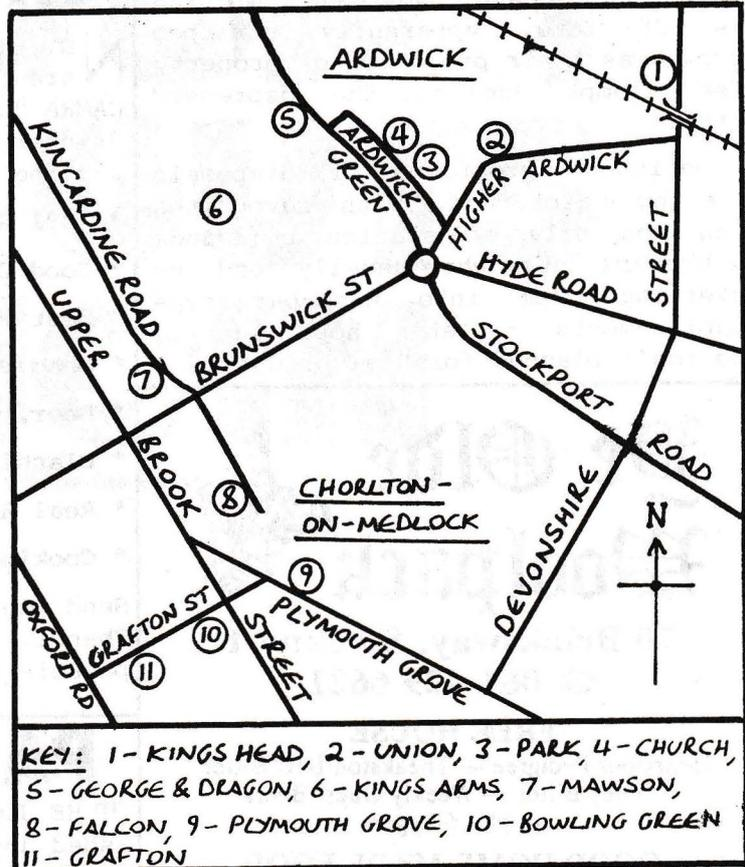 ARDWICK
1
5
ARDWICK
GREEN
4
3
2
HIGHER
ARDWICK
KINCARDINE ROAD
6
UPPER
BROOK
STREET
HYDE ROAD
DEVONSHIRE
STREET
BRUNSWICK ST
STOCKPORT
ROAD
7
8
CHORLTON-
ON-MEDLOCK
N
9
PLYMOUTH GROVE
OXFORD RD
GRAFTON ST
10
11
KEY: 1-KINGS HEAD, 2-UNION, 3-PARK, 4-CHURCH,
5-GEORGE & DRAGON, 6-KINGS ARMS, 7-MAWSON,
8-FALCON, 9-PLYMOUTH GROVE, 10-BOWLING GREEN
11-GRAFTON